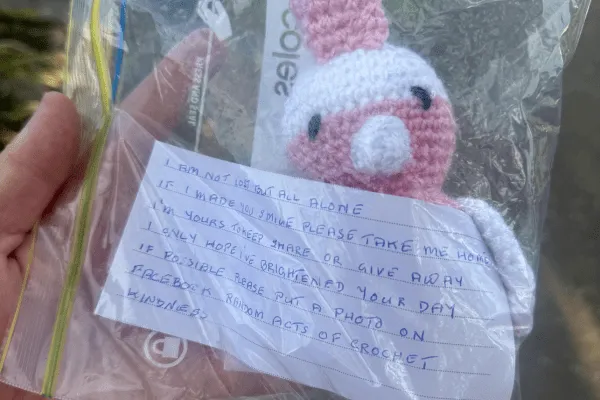 coles
I AM NOT LOST BUT ALL ALONE
IF I MADE YOU SMILE PLEASE TAKE ME HOME
I'M YOURS TO KEEP SHARE OR GIVE AWAY
I ONLY HOPE I'VE BRIGHTENED YOUR DAY
IF POSSIBLE PLEASE PUT A PHOTO ON
FACEBOOK RANDOM ACTS OF CROCHET
KINDNESS